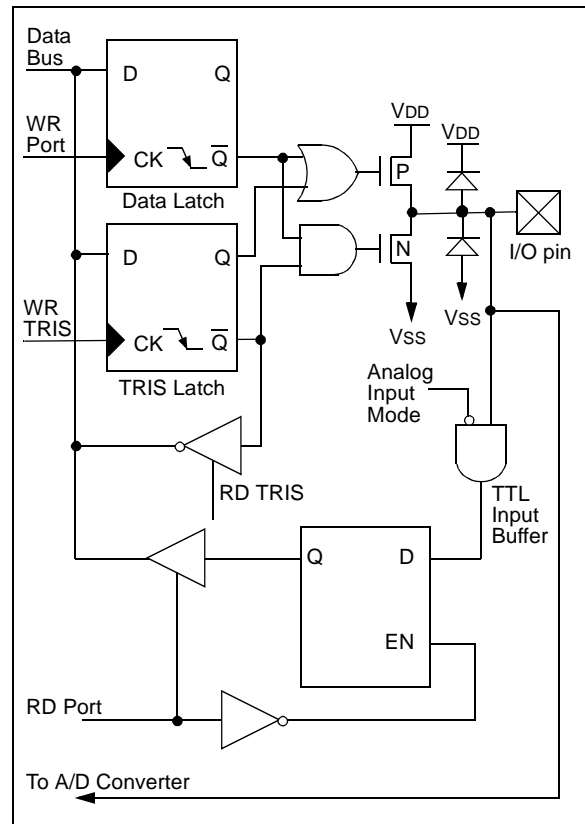 Data
Bus
D Q
VDD
VDD
WR
Port
CK Q
P
Data Latch
N
I/O pin
D Q
WR
TRIS
CK Q
VSS
VSS
TRIS Latch
Analog
Input
Mode
RD TRIS
TTL
Input
Buffer
Q D
EN
RD Port
To A/D Converter